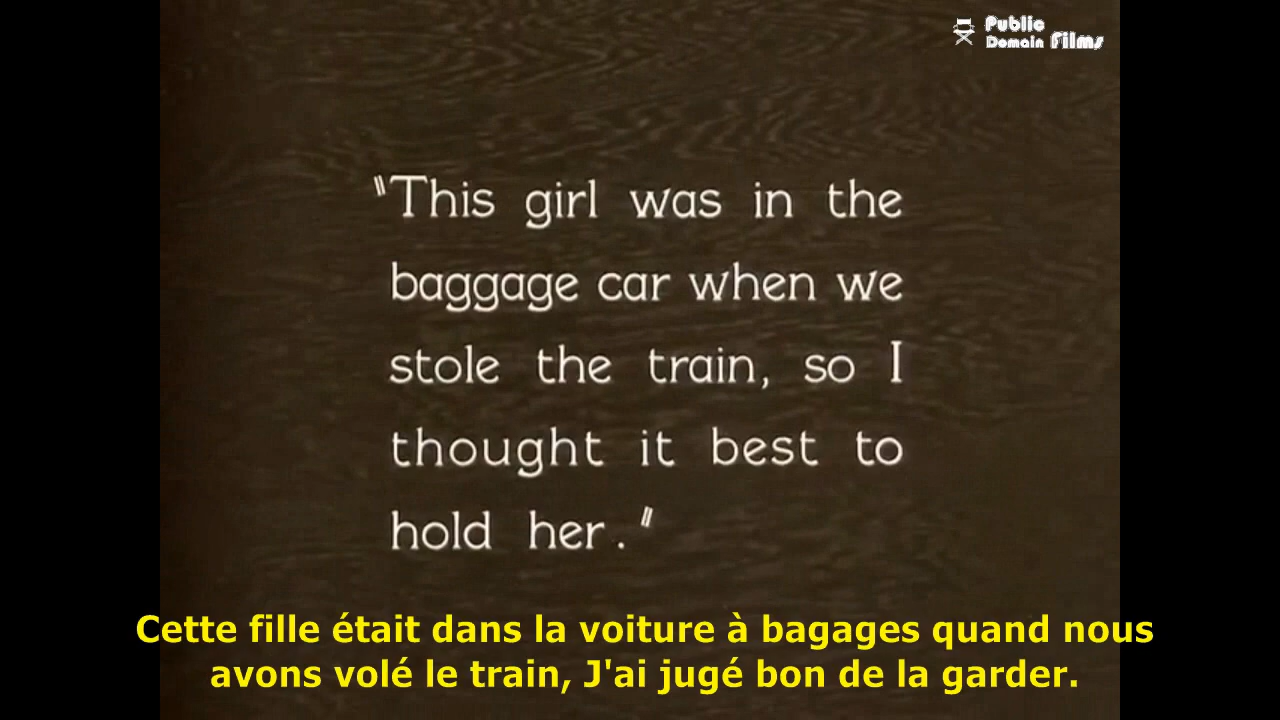 Public
Domain Films
"This girl was in the
baggage car when we
stole the train, so I
thought it best to
hold her."
Cette fille était dans la voiture à bagages quand nous
avons volé le train, J'ai jugé bon de la garder.